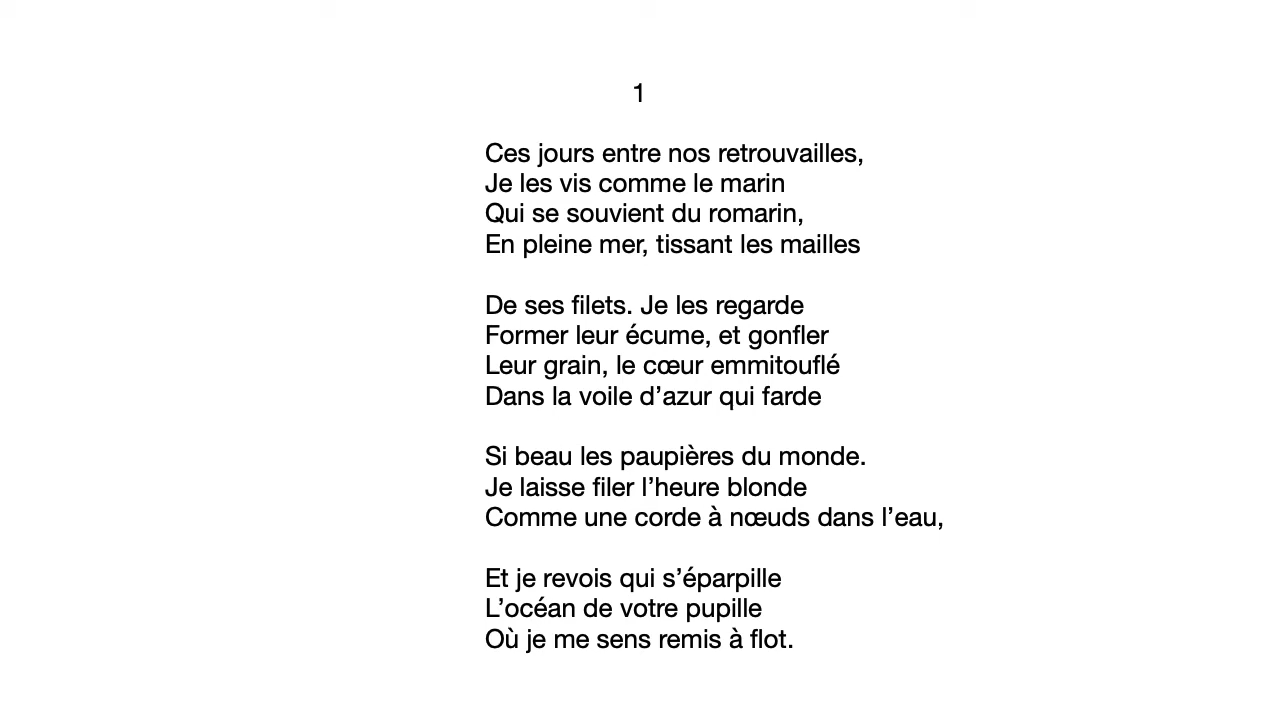 1
Ces jours entre nos retrouvailles,
Je les vis comme le marin
Qui se souvient du romarin,
En pleine mer, tissant les mailles
De ses filets. Je les regarde
Former leur écume, et gonfler
Leur grain, le cœur emmitouflé
Dans la voile d’azur qui farde
Si beau les paupières du monde.
Je laisse filer l’heure blonde
Comme une corde à nœuds dans l’eau,
Et je revois qui s’éparpille
L’océan de votre pupille
Où je me sens remis à flot.